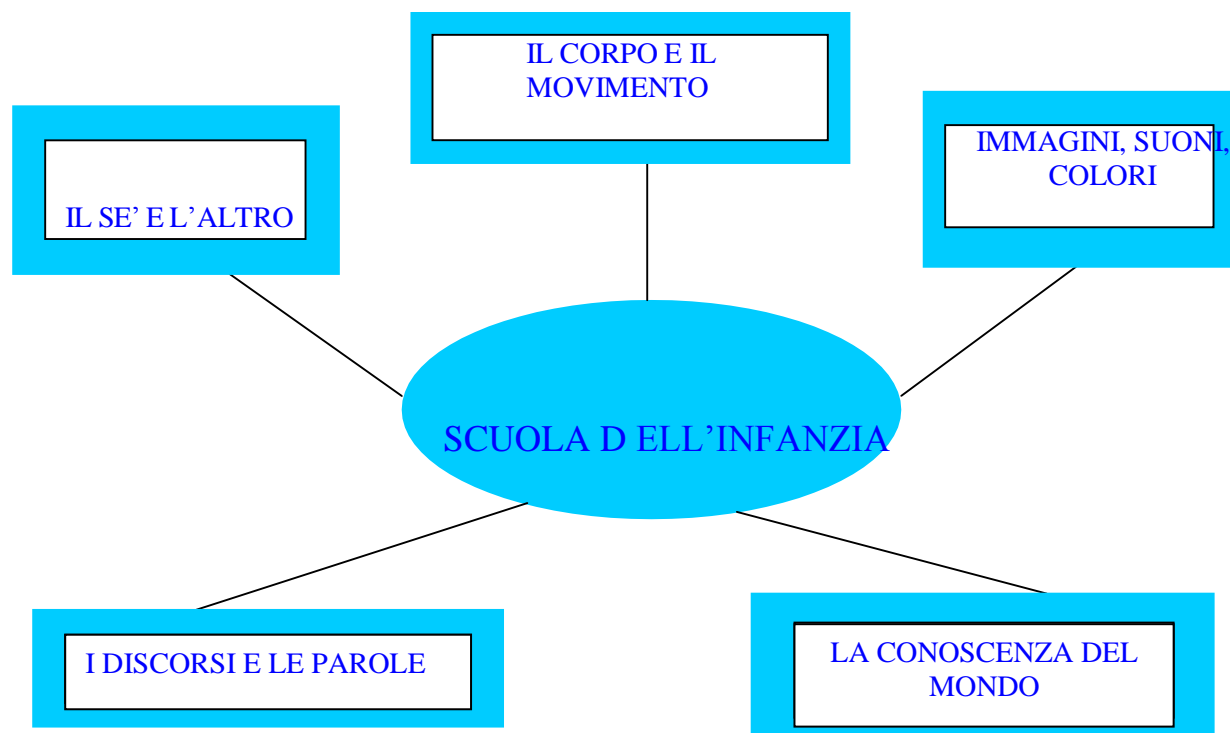 IL CORPO E IL
MOVIMENTO
IMMAGINI, SUONI,
COLORI
IL SE’ E L’ALTRO
SCUOLA D ELL’INFANZIA
I DISCORSI E LE PAROLE
LA CONOSCENZA DEL
MONDO